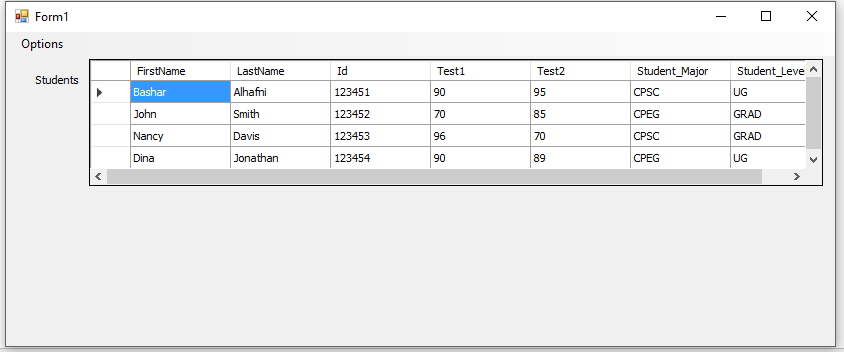 Form1
Options
Students
FirstName LastName Id Test1 Test2 Student_Major Student_Leve
Bashar Alhafni 123451 90 95 CPSC UG
John Smith 123452 70 85 CPEG GRAD
Nancy Davis 123453 96 70 CPSC GRAD
Dina Jonathan 123454 90 89 CPEG UG